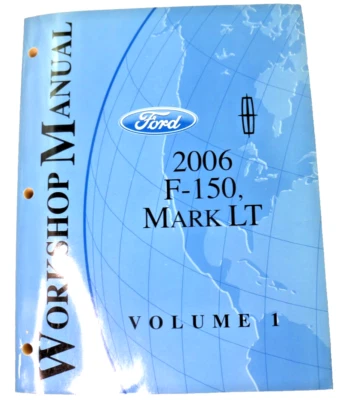 WORKSHOP MANUAL
Ford
2006
F-150,
MARK LT
VOLUME 1